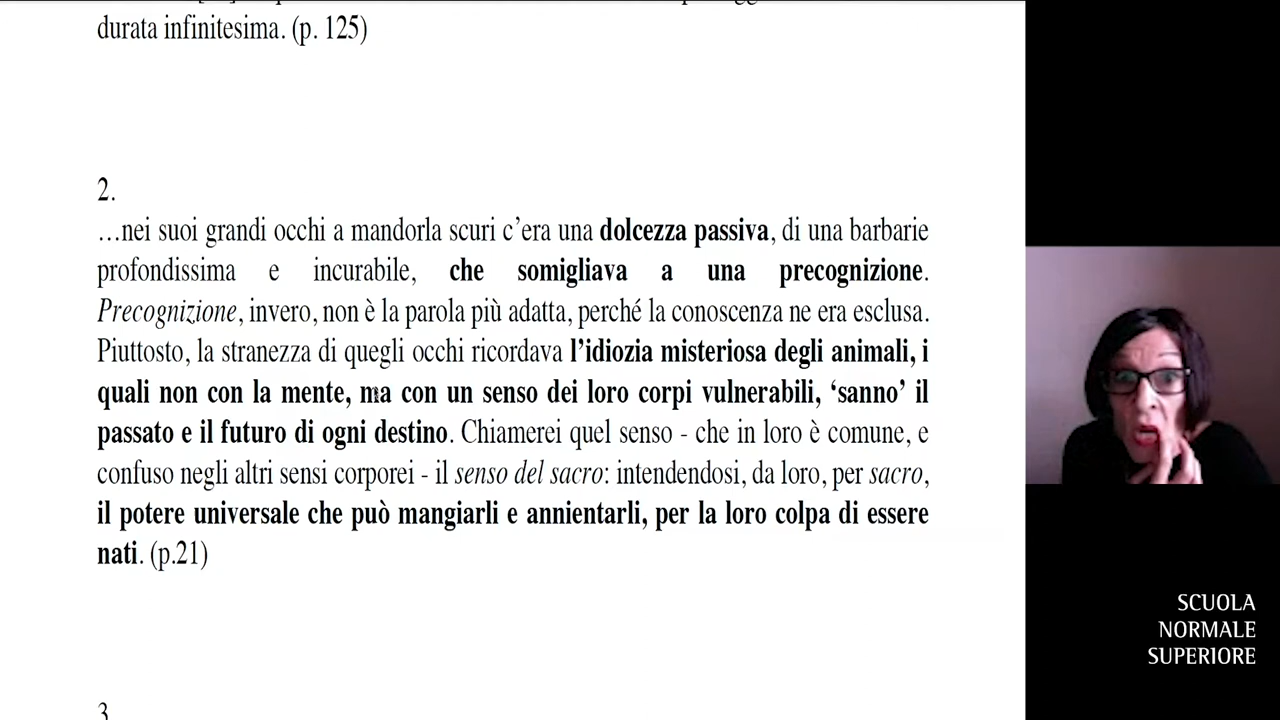 durata infinitesima. (p. 125)
2.
…nei suoi grandi occhi a mandorla scuri c’era una dolcezza passiva, di una barbarie
profondissima e incurabile, che somigliava a una precognizione.
Precognizione, invero, non è la parola più adatta, perché la conoscenza ne era esclusa.
Piuttosto, la stranezza di quegli occhi ricordava l’idiozia misteriosa degli animali, i
quali non con la mente, ma con un senso dei loro corpi vulnerabili, ‘sanno’ il
passato e il futuro di ogni destino. Chiamerei quel senso - che in loro è comune, e
confuso negli altri sensi corporei - il senso del sacro: intendendosi, da loro, per sacro,
il potere universale che può mangiarli e annientarli, per la loro colpa di essere
nati. (p.21)
3
SCUOLA
NORMALE
SUPERIORE